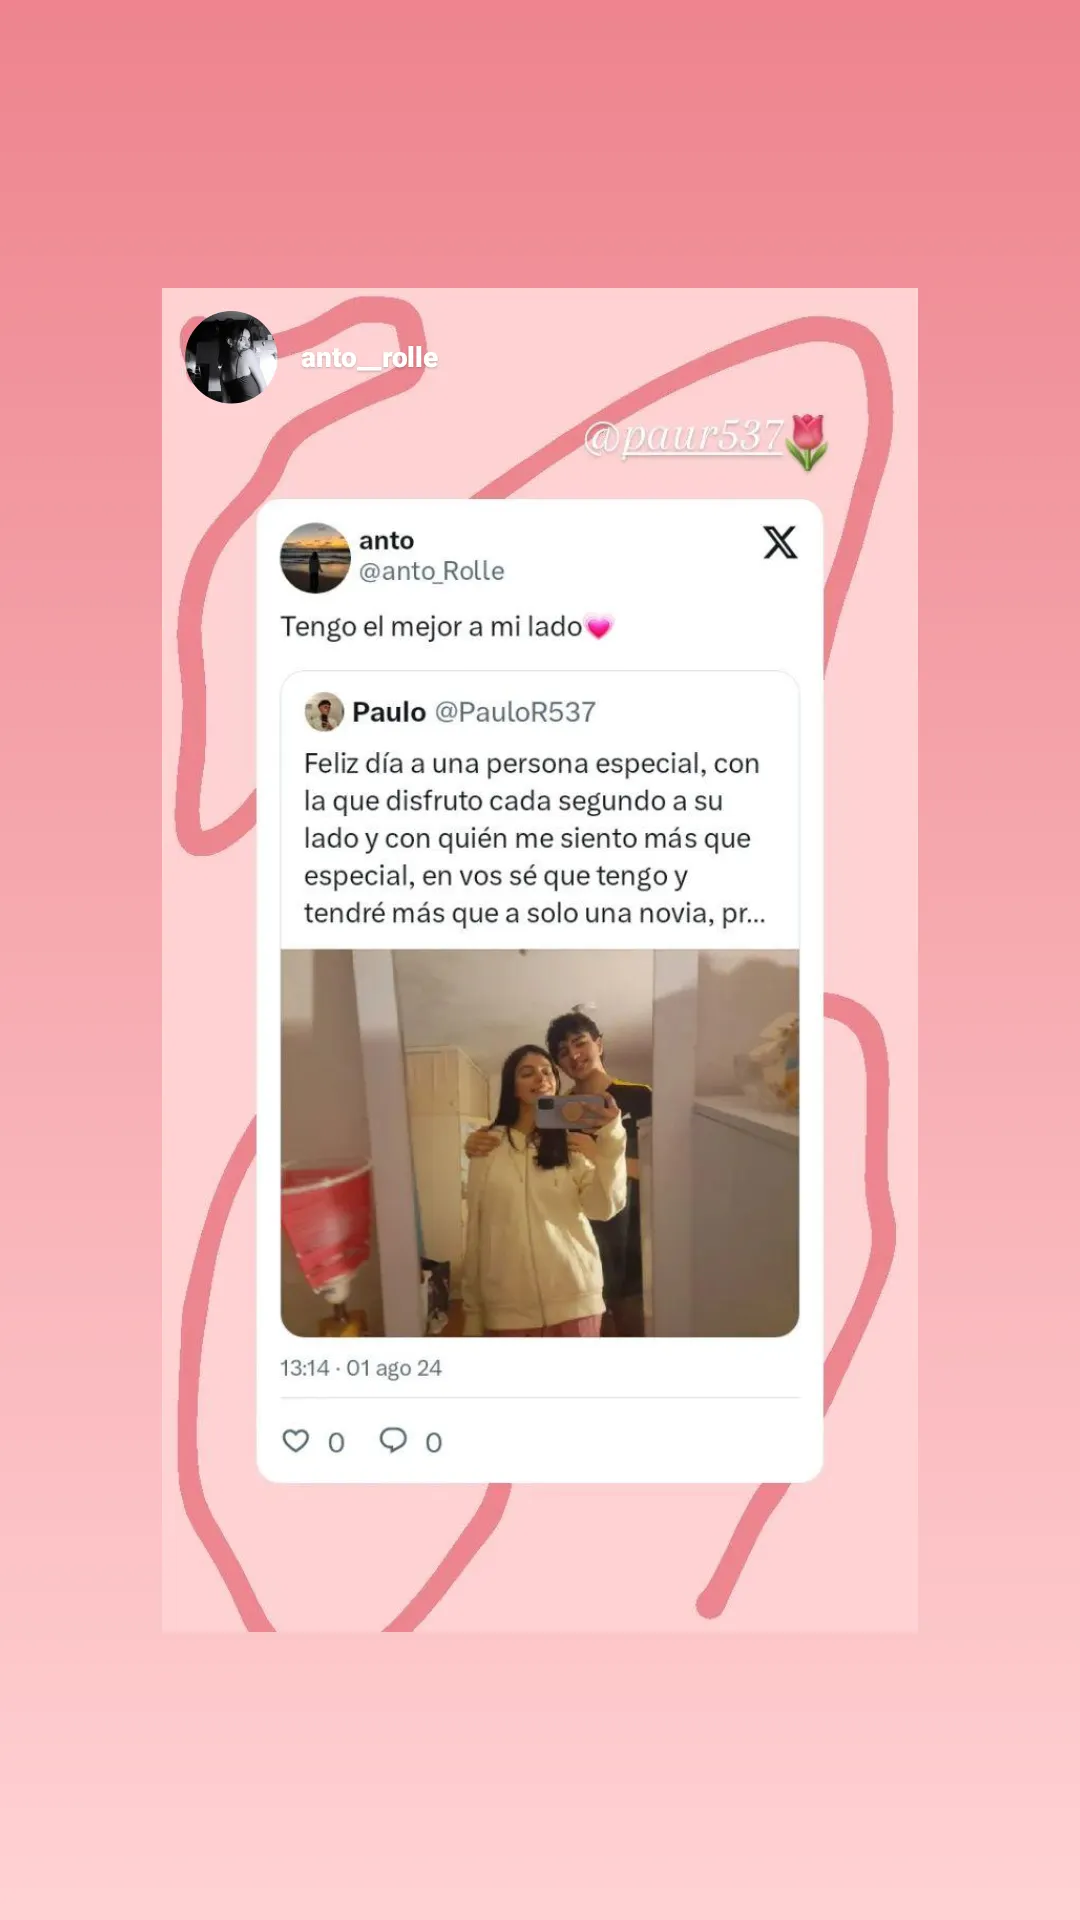 anto__rolle
@paur537🌷
anto
@anto_Rolle
Tengo el mejor a mi lado💗
Paulo @PauloR537
Feliz día a una persona especial, con
la que disfruto cada segundo a su
lado y con quién me siento más que
especial, en vos sé que tengo y
tendré más que a solo una novia, pr...
13:14 · 01 ago 24
0 0